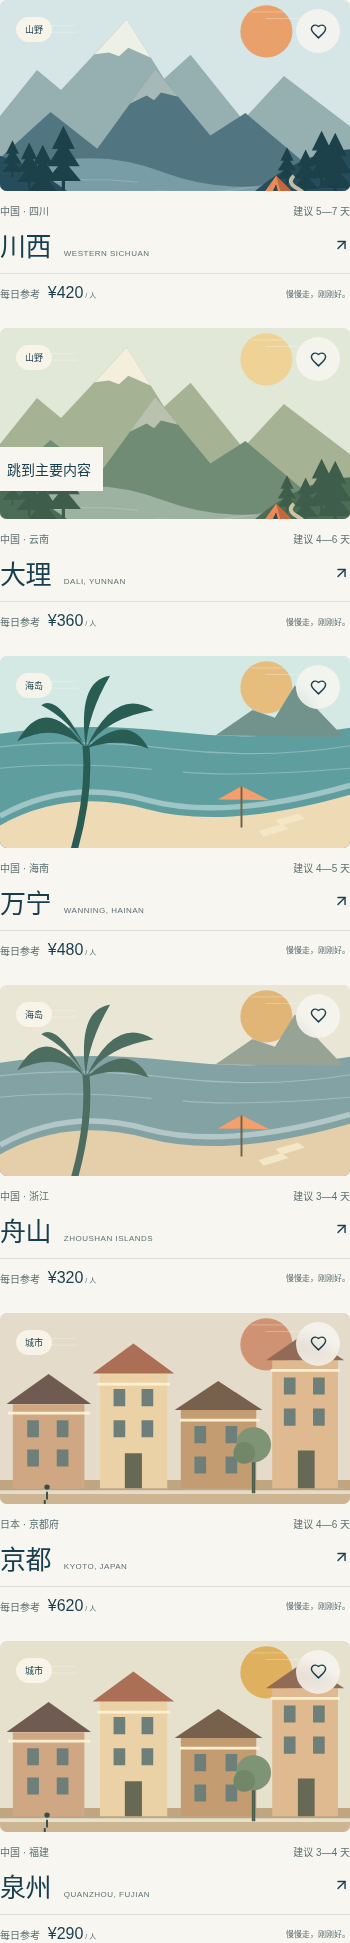 山野
中国 · 四川 建议 5—7 天
川西 WESTERN SICHUAN
每日参考 ¥420 / 人 慢慢走，刚刚好。
山野
跳到主要内容
中国 · 云南 建议 4—6 天
大理 DALI, YUNNAN
每日参考 ¥360 / 人 慢慢走，刚刚好。
海岛
中国 · 海南 建议 4—5 天
万宁 WANNING, HAINAN
每日参考 ¥480 / 人 慢慢走，刚刚好。
海岛
中国 · 浙江 建议 3—4 天
舟山 ZHOUSHAN ISLANDS
每日参考 ¥320 / 人 慢慢走，刚刚好。
城市
日本 · 京都府 建议 4—6 天
京都 KYOTO, JAPAN
每日参考 ¥620 / 人 慢慢走，刚刚好。
城市
中国 · 福建 建议 3—4 天
泉州 QUANZHOU, FUJIAN
每日参考 ¥290 / 人 慢慢走，刚刚好。